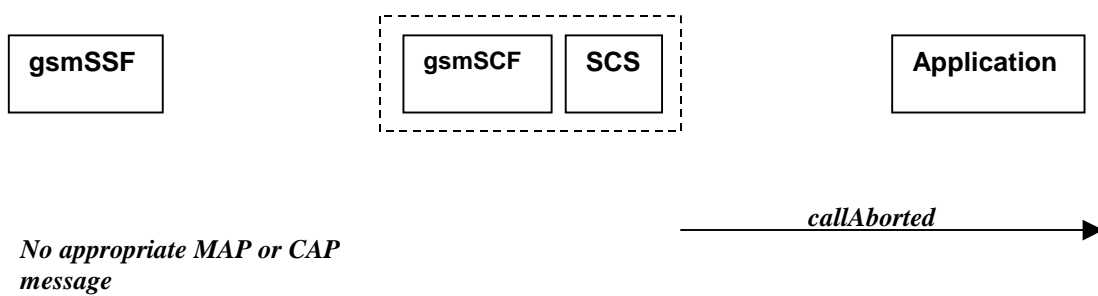 gsmSSF
gsmSCF
SCS
Application
callAborted
No appropriate MAP or CAP
message